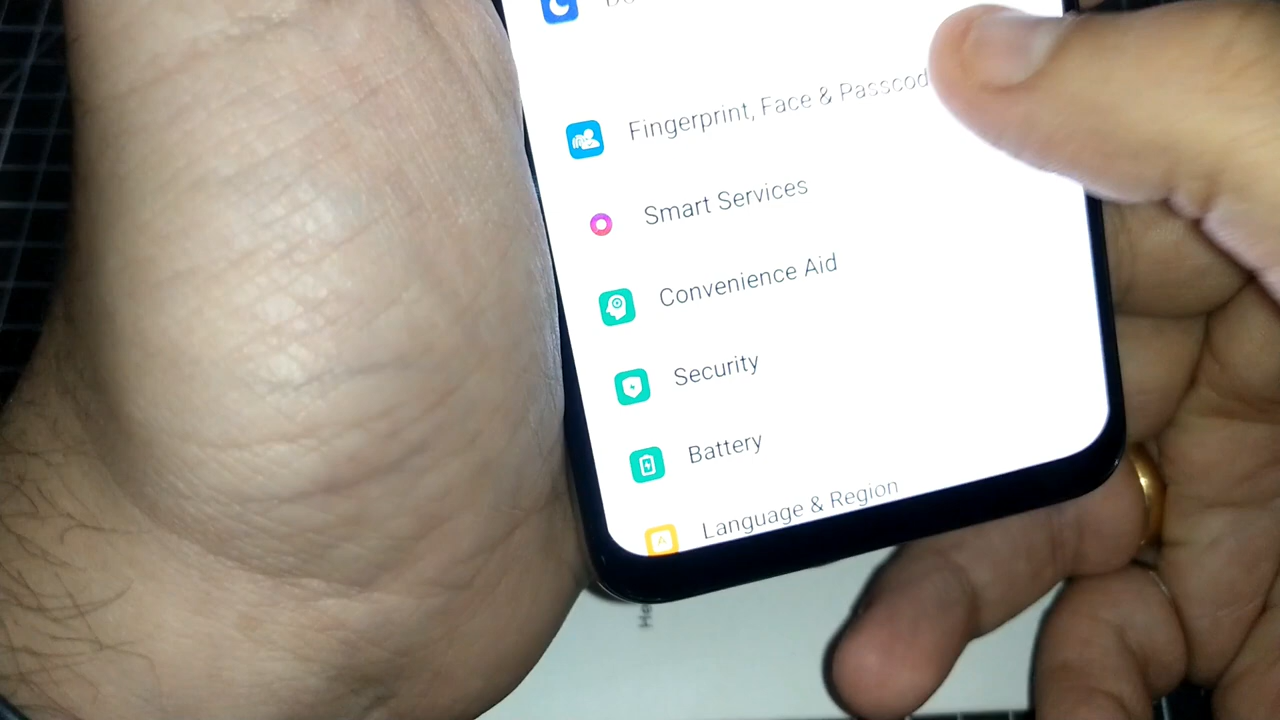 Fingerprint, Face & Passcod
Smart Services
Convenience Aid
Security
Battery
Language & Region